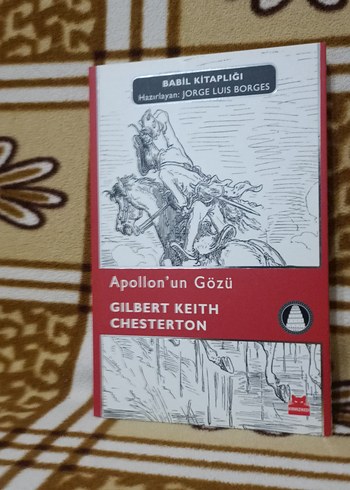 BABİL KİTAPLIĞI
Hazırlayan: JORGE LUIS BORGES
Apollon'un Gözü
GILBERT KEITH
CHESTERTON